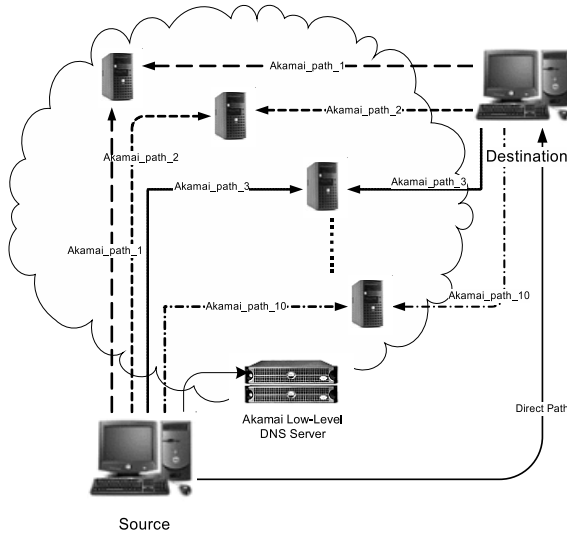 Akamai_path_1
Akamai_path_2
Destination
Akamai_path_2
Akamai_path_3
Akamai_path_3
Akamai_path_1
Akamai_path_10
Akamai_path_10
Akamai Low-Level
DNS Server
Direct Path
Source